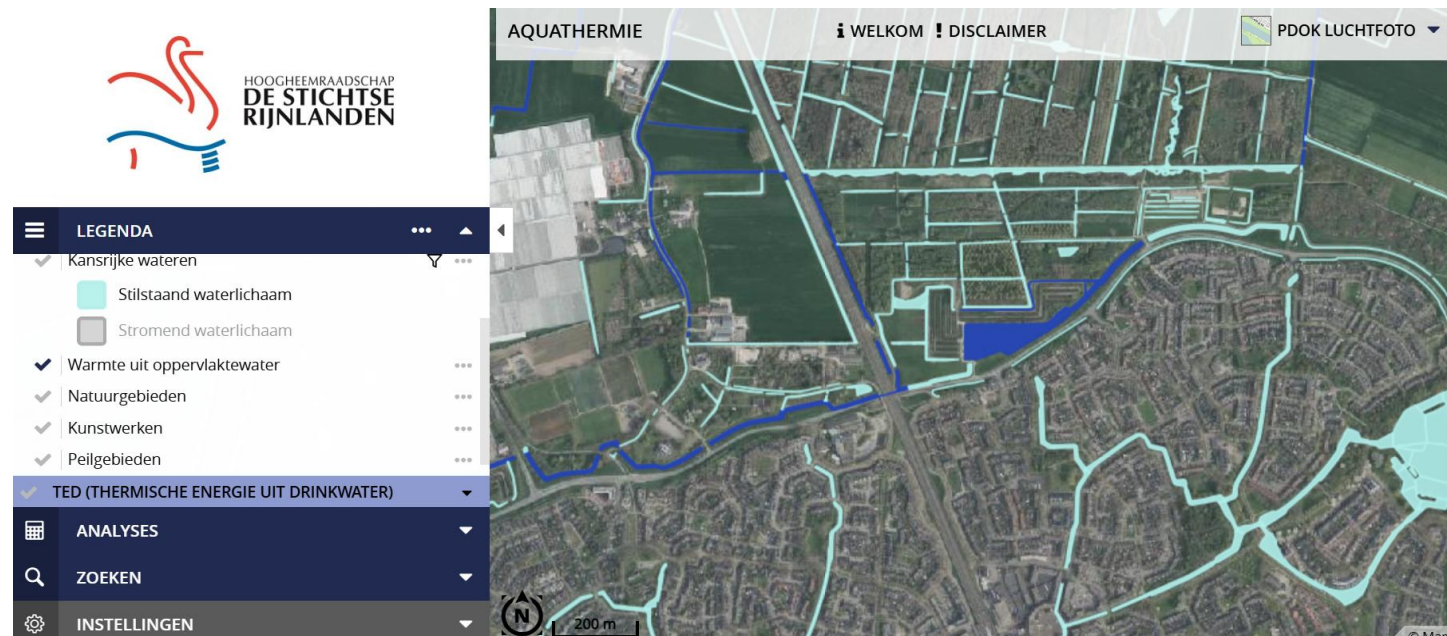 HOOGHEEMRAADSCHAP
DE STICHTSE
RIJNLANDEN
LEGENDA
Kansrijke wateren
Stilstaand waterlichaam
Stromend waterlichaam
Warmte uit oppervlaktewater
Natuurgebieden
Kunstwerken
Peilgebieden
TED (THERMISCHE ENERGIE UIT DRINKWATER)
ANALYSES
ZOEKEN
INSTELLINGEN
AQUATHERMIE
i WELKOM ! DISCLAIMER
PDOK LUCHTFOTO
N
200 m